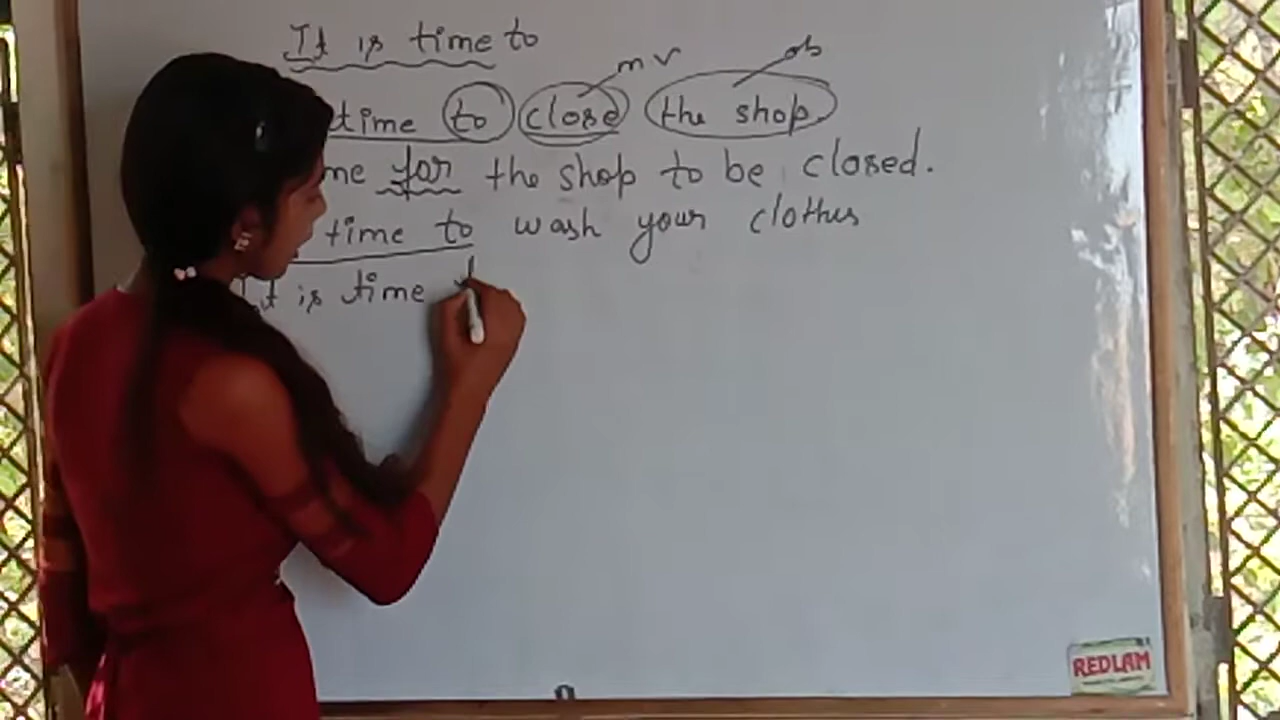 It is time to
m v
ob
time to close the shop
me for the shop to be closed.
time to wash your clothes
It is time
REDLAM